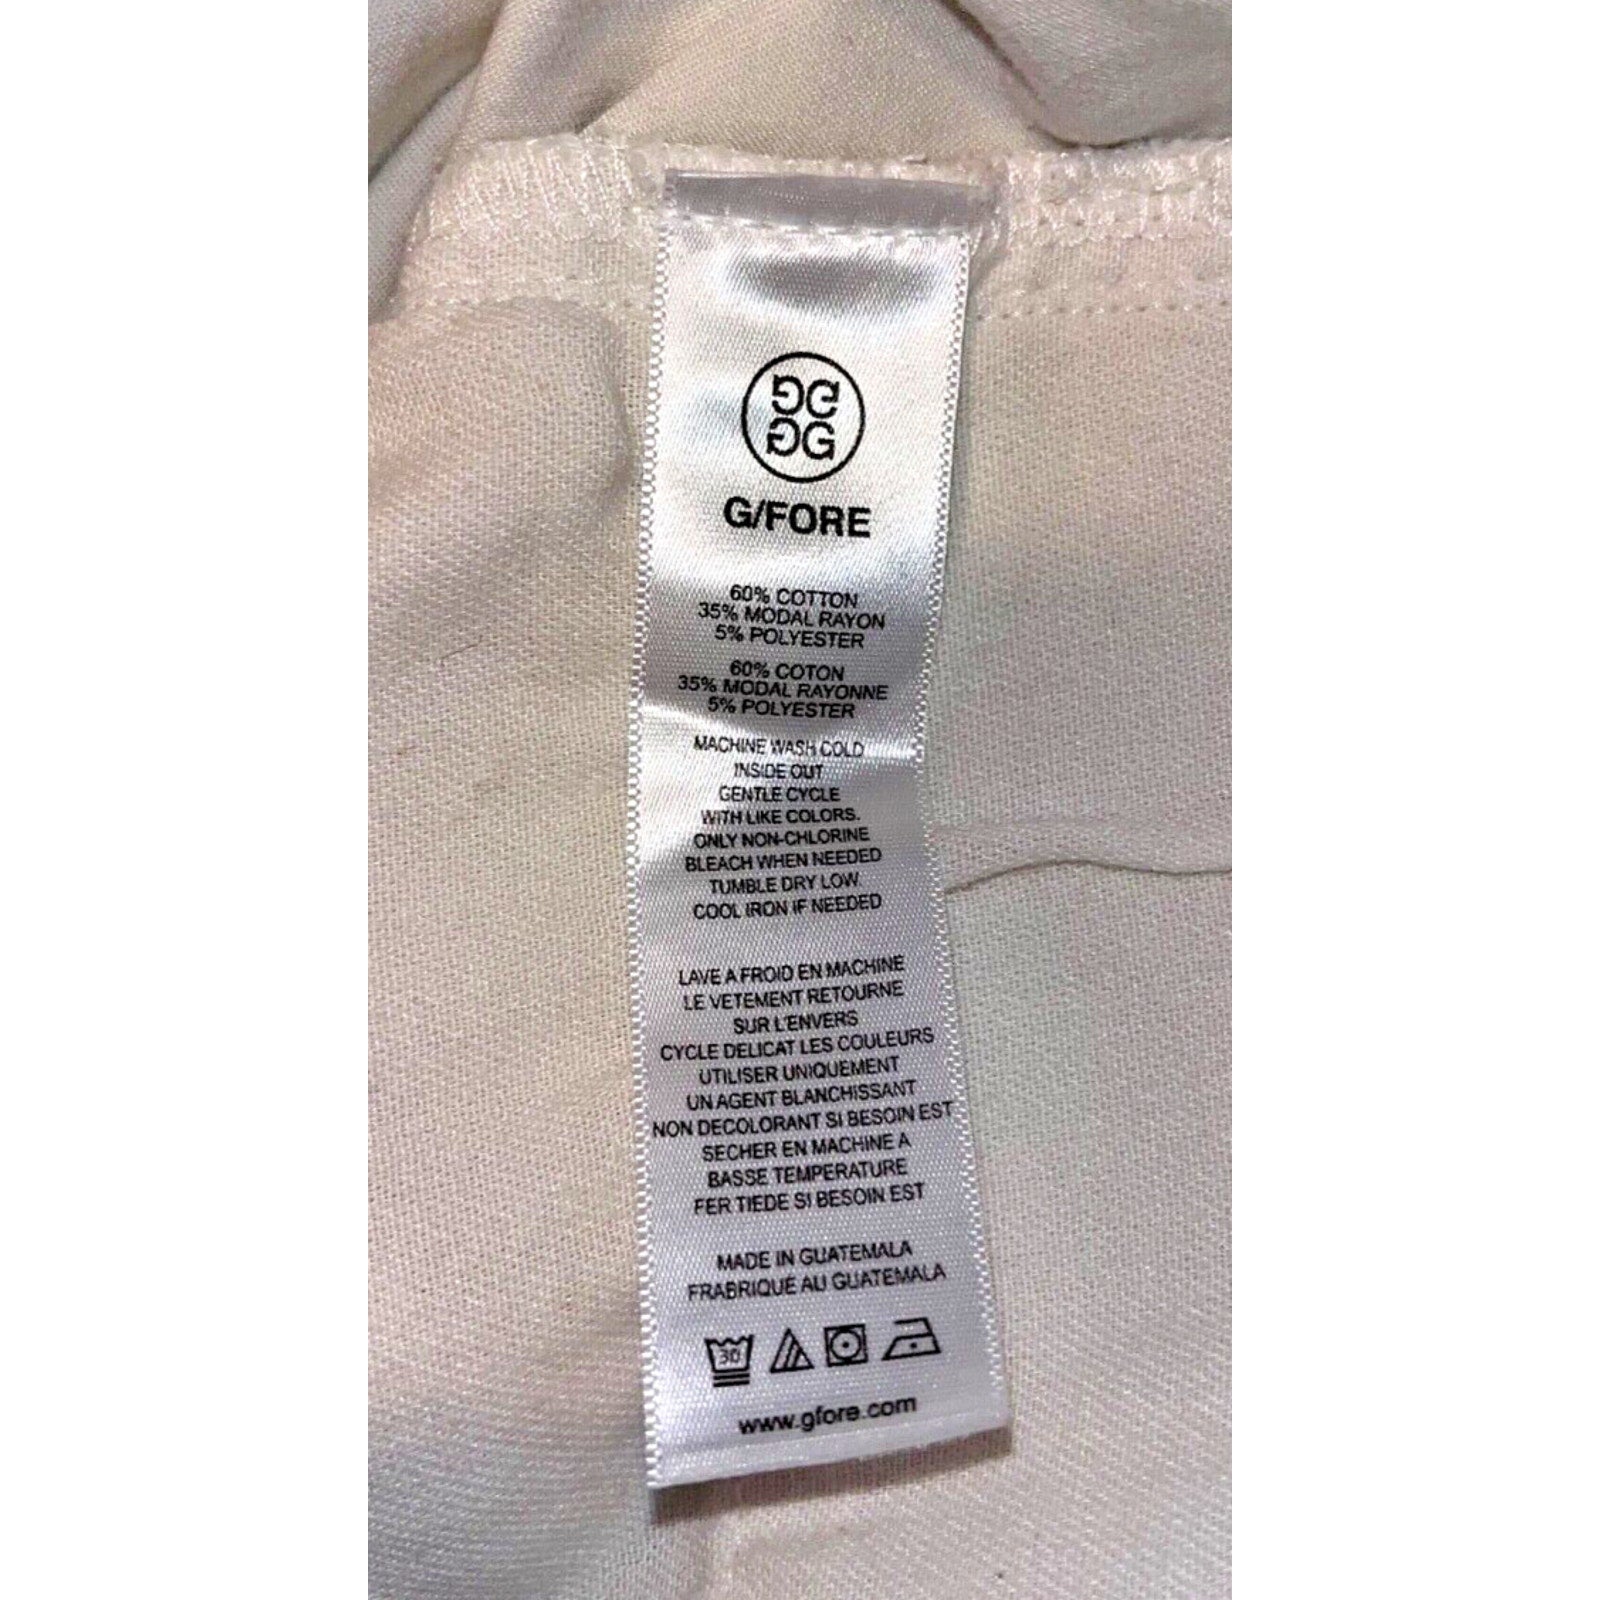 G/FORE
60% COTTON
35% MODAL RAYON
5% POLYESTER
60% COTON
35% MODAL RAYONNE
5% POLYESTER
MACHINE WASH COLD
INSIDE OUT
GENTLE CYCLE
WITH LIKE COLORS.
ONLY NON-CHLORINE
BLEACH WHEN NEEDED
TUMBLE DRY LOW
COOL IRON IF NEEDED
LAVE A FROID EN MACHINE
LE VETEMENT RETOURNE
SUR L'ENVERS
CYCLE DELICAT LES COULEURS
UTILISER UNIQUEMENT
UN AGENT BLANCHISSANT
NON DECOLORANT SI BESOIN EST
SECHER EN MACHINE A
BASSE TEMPERATURE
FER TIEDE SI BESOIN EST
MADE IN GUATEMALA
FRABRIQUE AU GUATEMALA
30
www.gfore.com